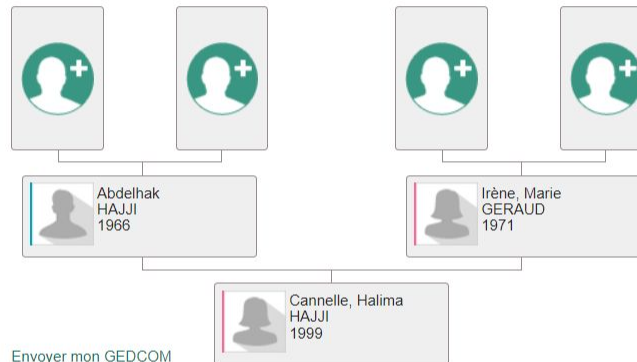 Abdelhak
HAJJI
1966
Irène, Marie
GERAUD
1971
Cannelle, Halima
HAJJI
1999
Envoyer mon GEDCOM